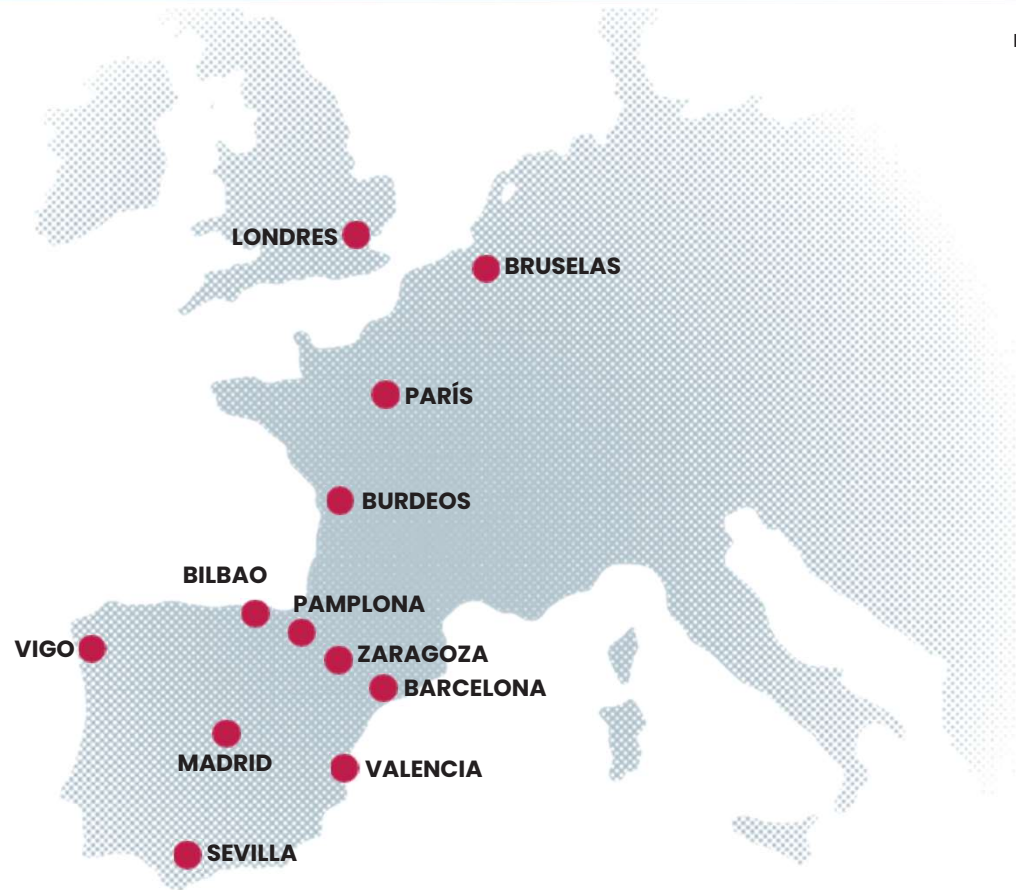 LONDRES
BRUSELAS
PARÍS
BURDEOS
BILBAO
PAMPLONA
VIGO
ZARAGOZA
BARCELONA
MADRID
VALENCIA
SEVILLA